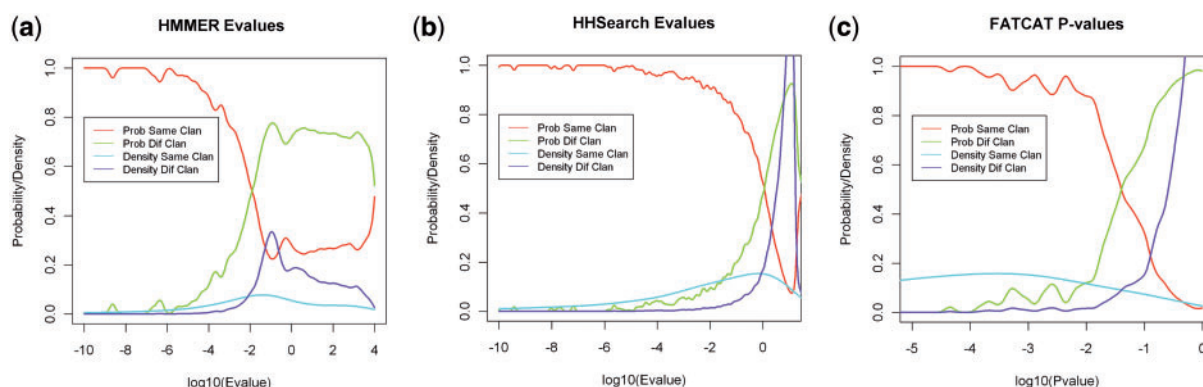 (a)
HMMER Evalues
Probability/Density
1.0
0.8
0.6
0.4
0.2
0.0
Prob Same Clan
Prob Dif Clan
Density Same Clan
Density Dif Clan
-10 -8 -6 -4 -2 0 2 4
log10(Evalue)
(b)
HHSearch Evalues
Probability/Density
1.0
0.8
0.6
0.4
0.2
0.0
Prob Same Clan
Prob Dif Clan
Density Same Clan
Density Dif Clan
-10 -8 -6 -4 -2 0
log10(Evalue)
(c)
FATCAT P-values
Probability/Density
1.0
0.8
0.6
0.4
0.2
0.0
Prob Same Clan
Prob Dif Clan
Density Same Clan
Density Dif Clan
-5 -4 -3 -2 -1 0
log10(Pvalue)